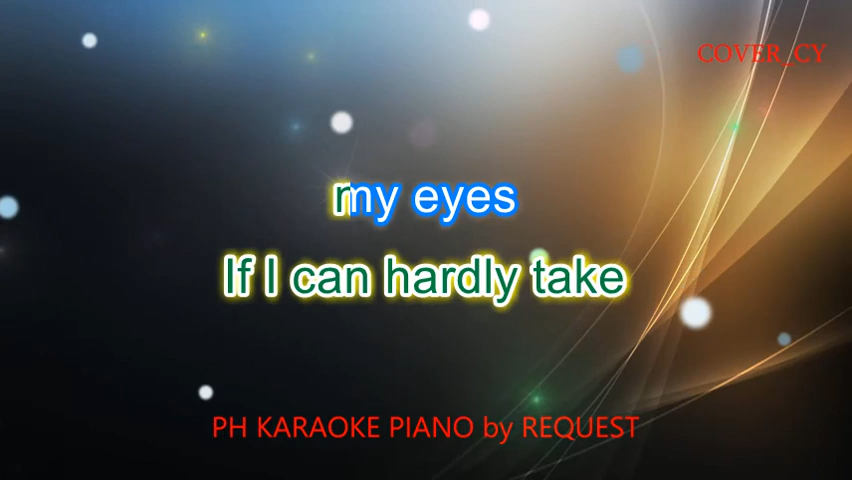 COVER_CY
my eyes
If I can hardly take
PH KARAOKE PIANO by REQUEST